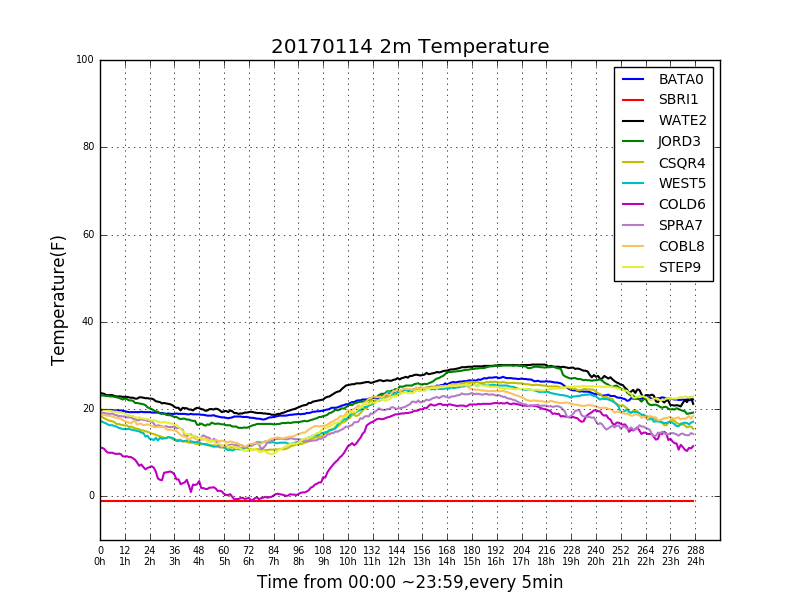 20170114 2m Temperature
100
80
60
40
20
0
Temperature(F)
BATA0
SBRI1
WATE2
JORD3
CSQR4
WEST5
COLD6
SPRA7
COBL8
STEP9
0 12 24 36 48 60 72 84 96 108 120 132 144 156 168 180 192 204 216 228 240 252 264 276 288
0h 1h 2h 3h 4h 5h 6h 7h 8h 9h 10h 11h 12h 13h 14h 15h 16h 17h 18h 19h 20h 21h 22h 23h 24h
Time from 00:00 ~23:59,every 5min